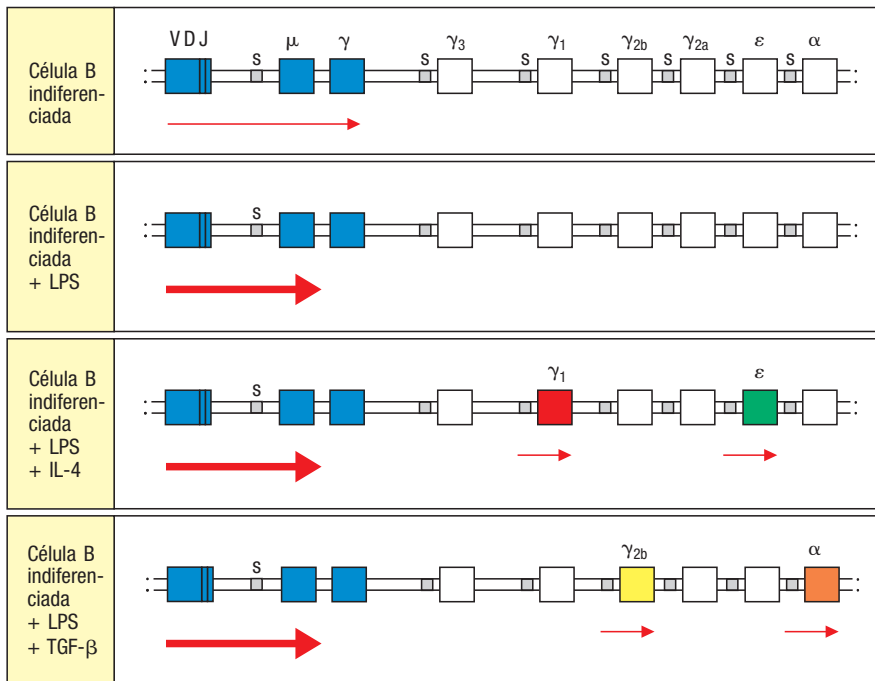 V D J S μ γ S γ3 S γ1 S γ2b S γ2a S ε S α
Célula B
indiferen-
ciada
Célula B
indiferen-
ciada
+ LPS
S
Célula B
indiferen-
ciada
+ LPS
+ IL-4
S γ1 ε
Célula B
indiferen-
ciada
+ LPS
+ TGF-β
S γ2b α